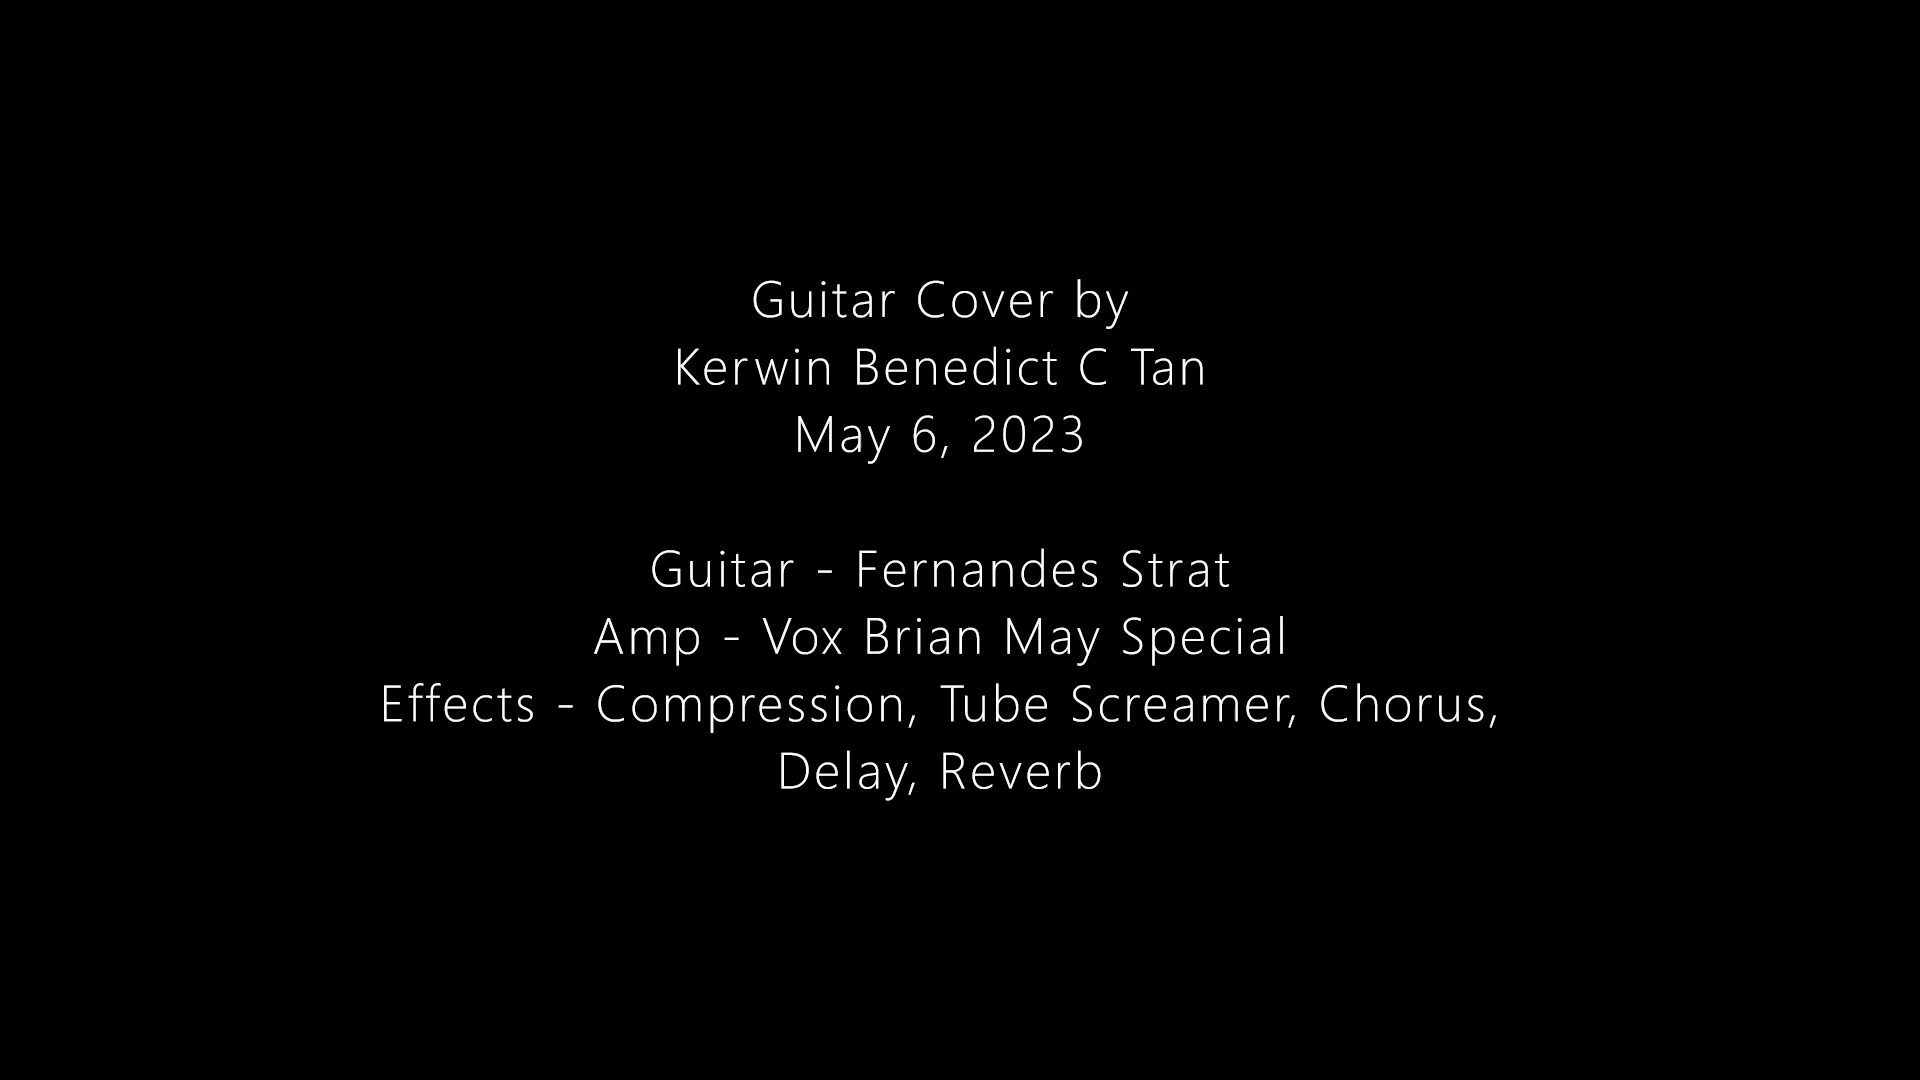 Guitar Cover by
Kerwin Benedict C Tan
May 6, 2023
Guitar - Fernandes Strat
Amp - Vox Brian May Special
Effects - Compression, Tube Screamer, Chorus,
Delay, Reverb